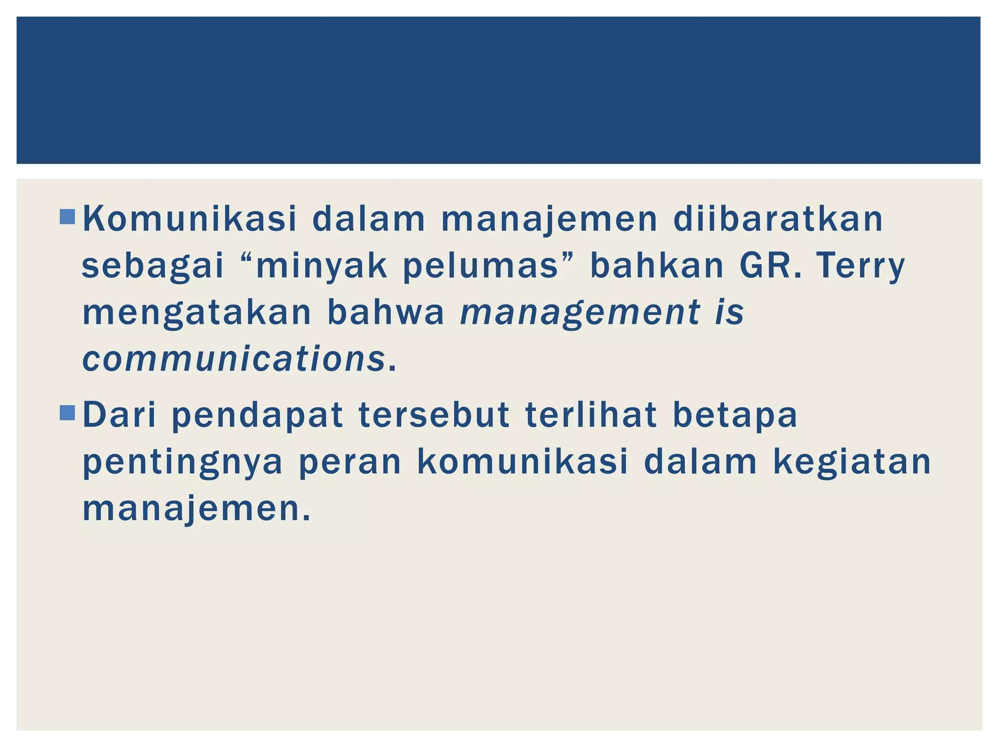 Komunikasi dalam manajemen diibaratkan
sebagai “minyak pelumas” bahkan GR. Terry
mengatakan bahwa management is
communications.
Dari pendapat tersebut terlihat betapa
pentingnya peran komunikasi dalam kegiatan
manajemen.